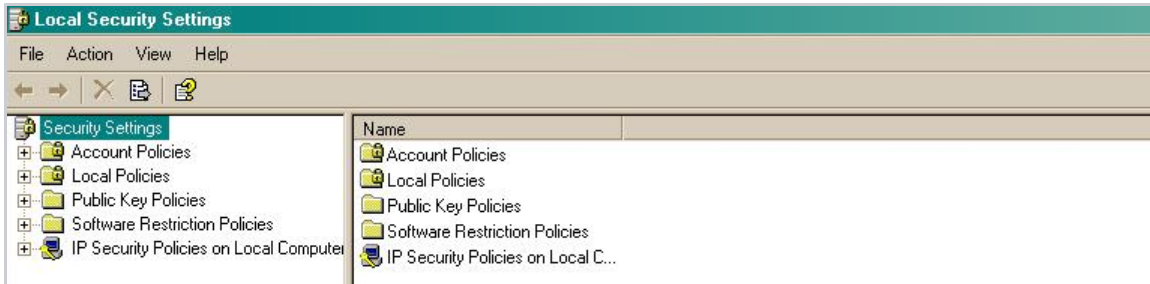 Local Security Settings
File Action View Help
Security Settings
Account Policies
Local Policies
Public Key Policies
Software Restriction Policies
IP Security Policies on Local Computer
Name
Account Policies
Local Policies
Public Key Policies
Software Restriction Policies
IP Security Policies on Local C...